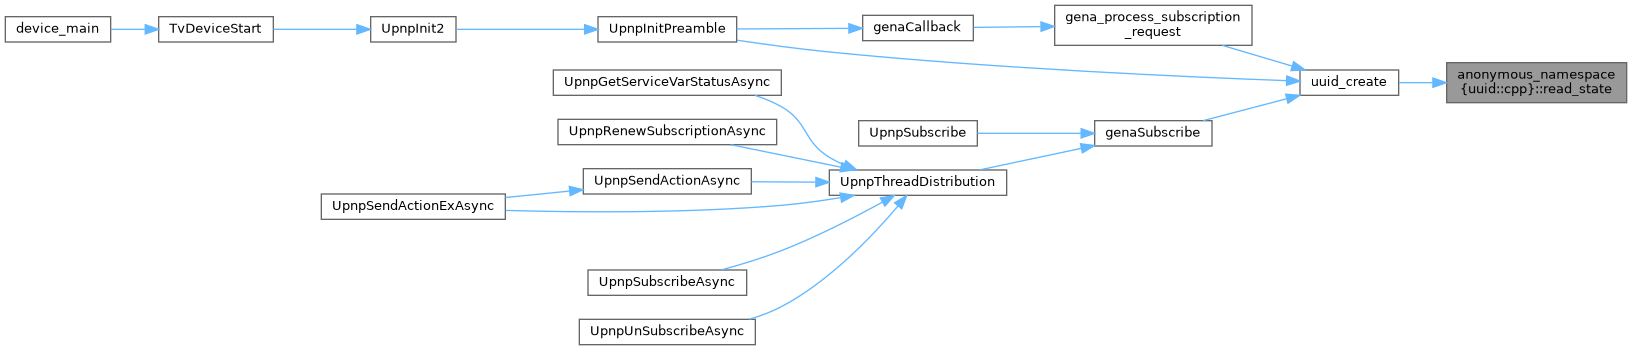 device_main
TvDeviceStart
UpnpInit2
UpnpInitPreamble
genaCallback
gena_process_subscription
_request
uuid_create
anonymous_namespace
{uuid::cpp}::read_state
UpnpGetServiceVarStatusAsync
UpnpRenewSubscriptionAsync
UpnpSubscribe
genaSubscribe
UpnpSendActionAsync
UpnpThreadDistribution
UpnpSendActionExAsync
UpnpSubscribeAsync
UpnpUnSubscribeAsync